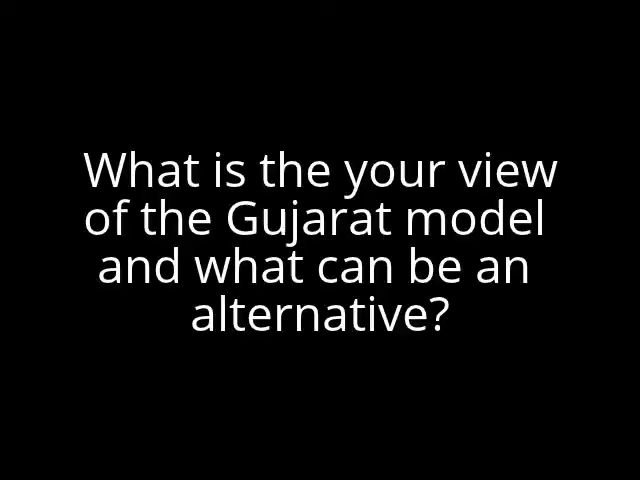 What is the your view
of the Gujarat model
and what can be an
alternative?